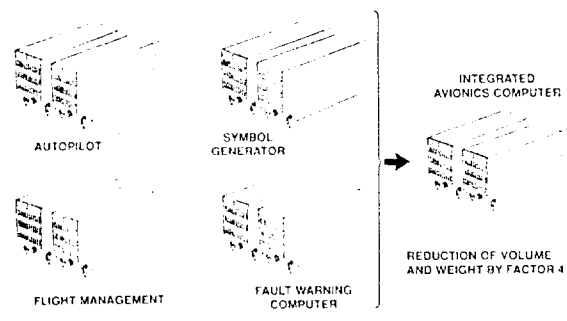 AUTOPILOT
SYMBOL
GENERATOR
INTEGRATED
AVIONICS COMPUTER
FLIGHT MANAGEMENT
FAULT WARNING
COMPUTER
REDUCTION OF VOLUME
AND WEIGHT BY FACTOR 4